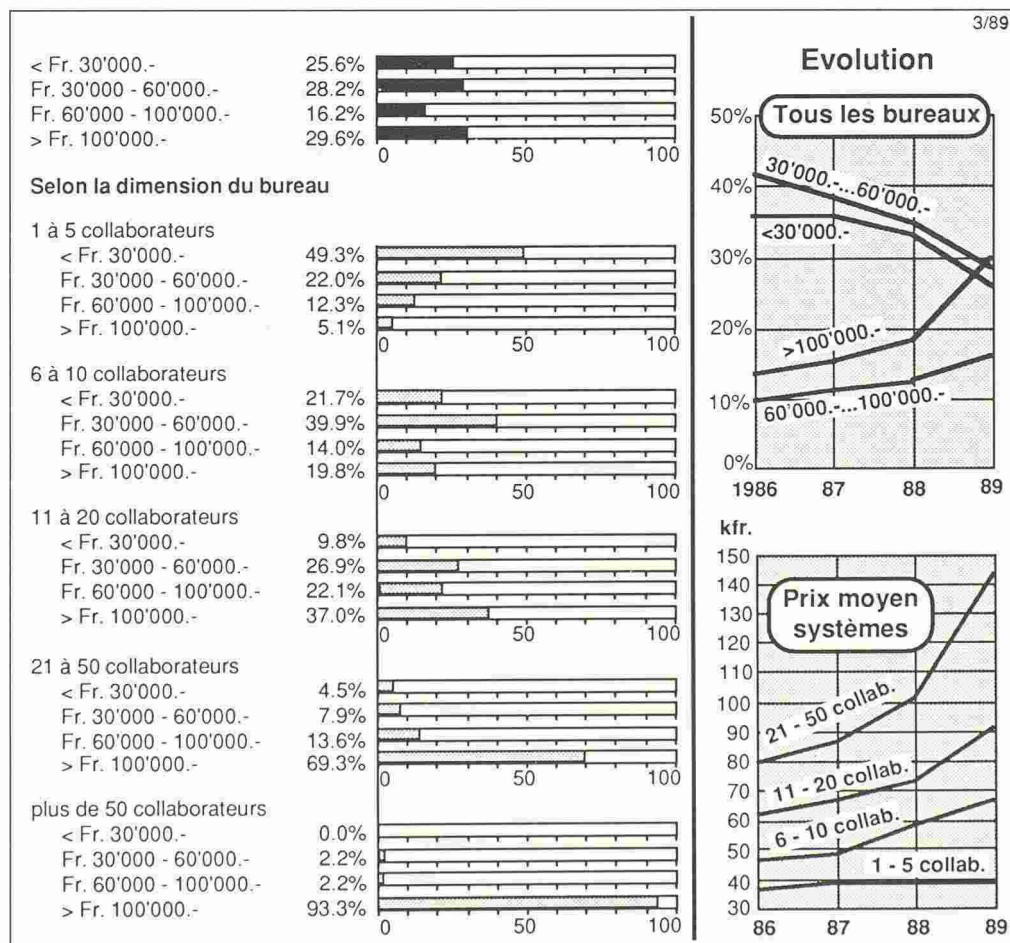 < Fr. 30'000.- 25.6%
Fr. 30'000 - 60'000.- 28.2%
Fr. 60'000 - 100'000.- 16.2%
> Fr. 100'000.- 29.6%
0 50 100
Selon la dimension du bureau
1 à 5 collaborateurs
< Fr. 30'000.- 49.3%
Fr. 30'000 - 60'000.- 22.0%
Fr. 60'000 - 100'000.- 12.3%
> Fr. 100'000.- 5.1%
0 50 100
6 à 10 collaborateurs
< Fr. 30'000.- 21.7%
Fr. 30'000 - 60'000.- 39.9%
Fr. 60'000 - 100'000.- 14.0%
> Fr. 100'000.- 19.8%
0 50 100
11 à 20 collaborateurs
< Fr. 30'000.- 9.8%
Fr. 30'000 - 60'000.- 26.9%
Fr. 60'000 - 100'000.- 22.1%
> Fr. 100'000.- 37.0%
0 50 100
21 à 50 collaborateurs
< Fr. 30'000.- 4.5%
Fr. 30'000 - 60'000.- 7.9%
Fr. 60'000 - 100'000.- 13.6%
> Fr. 100'000.- 69.3%
0 50 100
plus de 50 collaborateurs
< Fr. 30'000.- 0.0%
Fr. 30'000 - 60'000.- 2.2%
Fr. 60'000 - 100'000.- 2.2%
> Fr. 100'000.- 93.3%
0 50 100
3/89
Evolution
Tous les bureaux
50%
40%
30%
20%
10%
0%
30'000.-...60'000.-
<30'000.-
>100'000.-
60'000.-...100'000.-
1986 87 88 89
kfr.
Prix moyen
systèmes
150
140
130
120
110
100
90
80
70
60
50
40
30
21 - 50 collab.
11 - 20 collab.
6 - 10 collab.
1 - 5 collab.
86 87 88 89